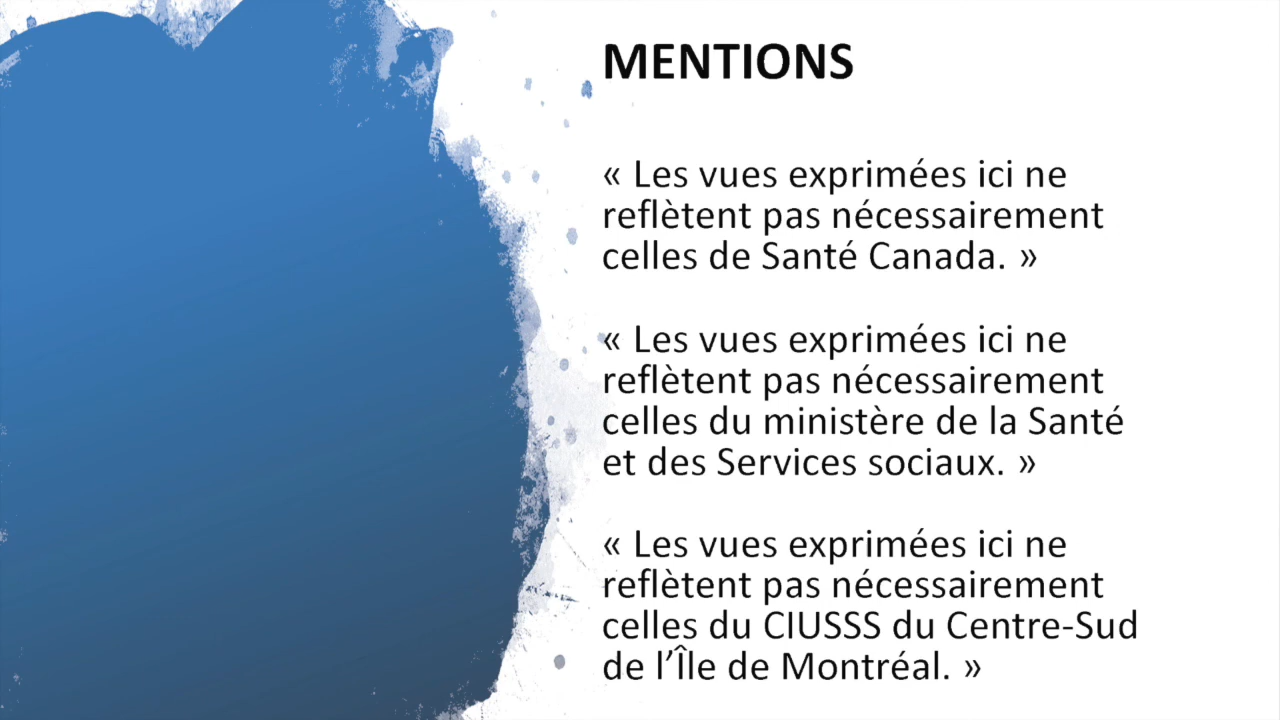 MENTIONS
« Les vues exprimées ici ne
reflètent pas nécessairement
celles de Santé Canada. »
« Les vues exprimées ici ne
reflètent pas nécessairement
celles du ministère de la Santé
et des Services sociaux. »
« Les vues exprimées ici ne
reflètent pas nécessairement
celles du CIUSSS du Centre-Sud
de l’Île de Montréal. »